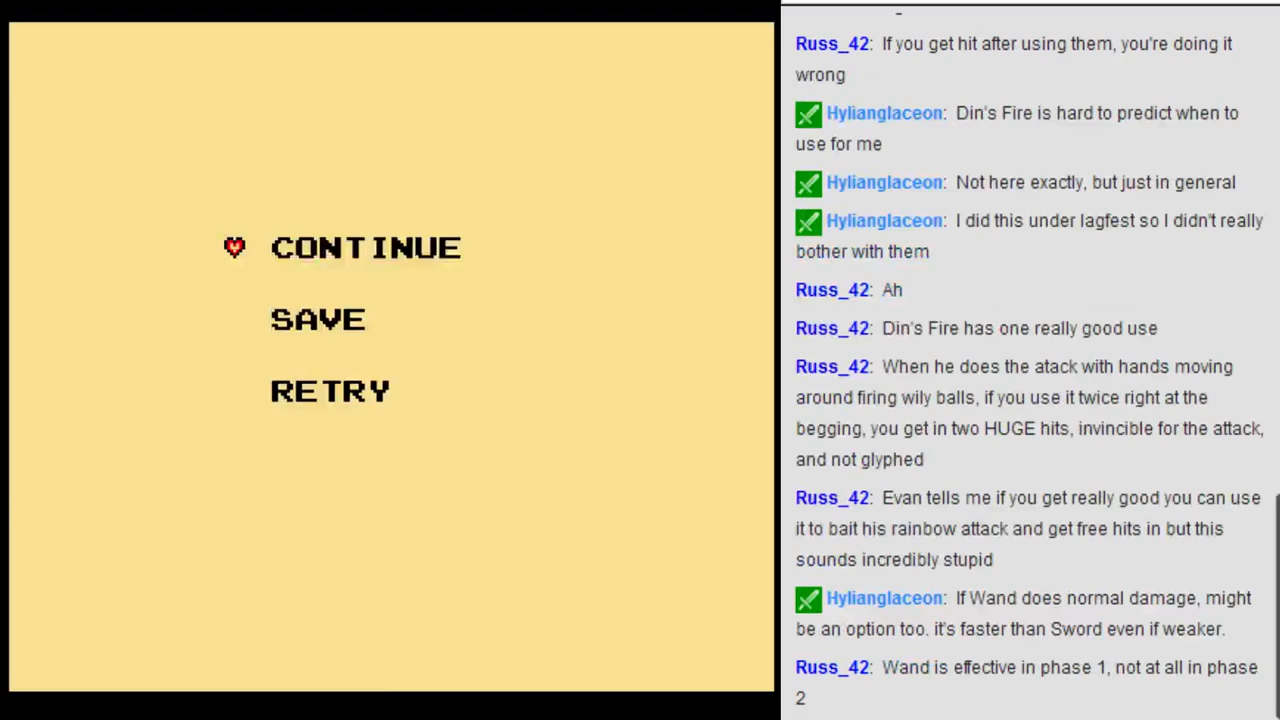 CONTINUE
SAVE
RETRY
Russ_42: If you get hit after using them, you're doing it
wrong
Hylianglaceon: Din's Fire is hard to predict when to
use for me
Hylianglaceon: Not here exactly, but just in general
Hylianglaceon: I did this under lagfest so I didn't really
bother with them
Russ_42: Ah
Russ_42: Din's Fire has one really good use
Russ_42: When he does the atack with hands moving
around firing wily balls, if you use it twice right at the
begging, you get in two HUGE hits, invincible for the attack,
and not glyphed
Russ_42: Evan tells me if you get really good you can use
it to bait his rainbow attack and get free hits in but this
sounds incredibly stupid
Hylianglaceon: If Wand does normal damage, might
be an option too. it's faster than Sword even if weaker.
Russ_42: Wand is effective in phase 1, not at all in phase
2